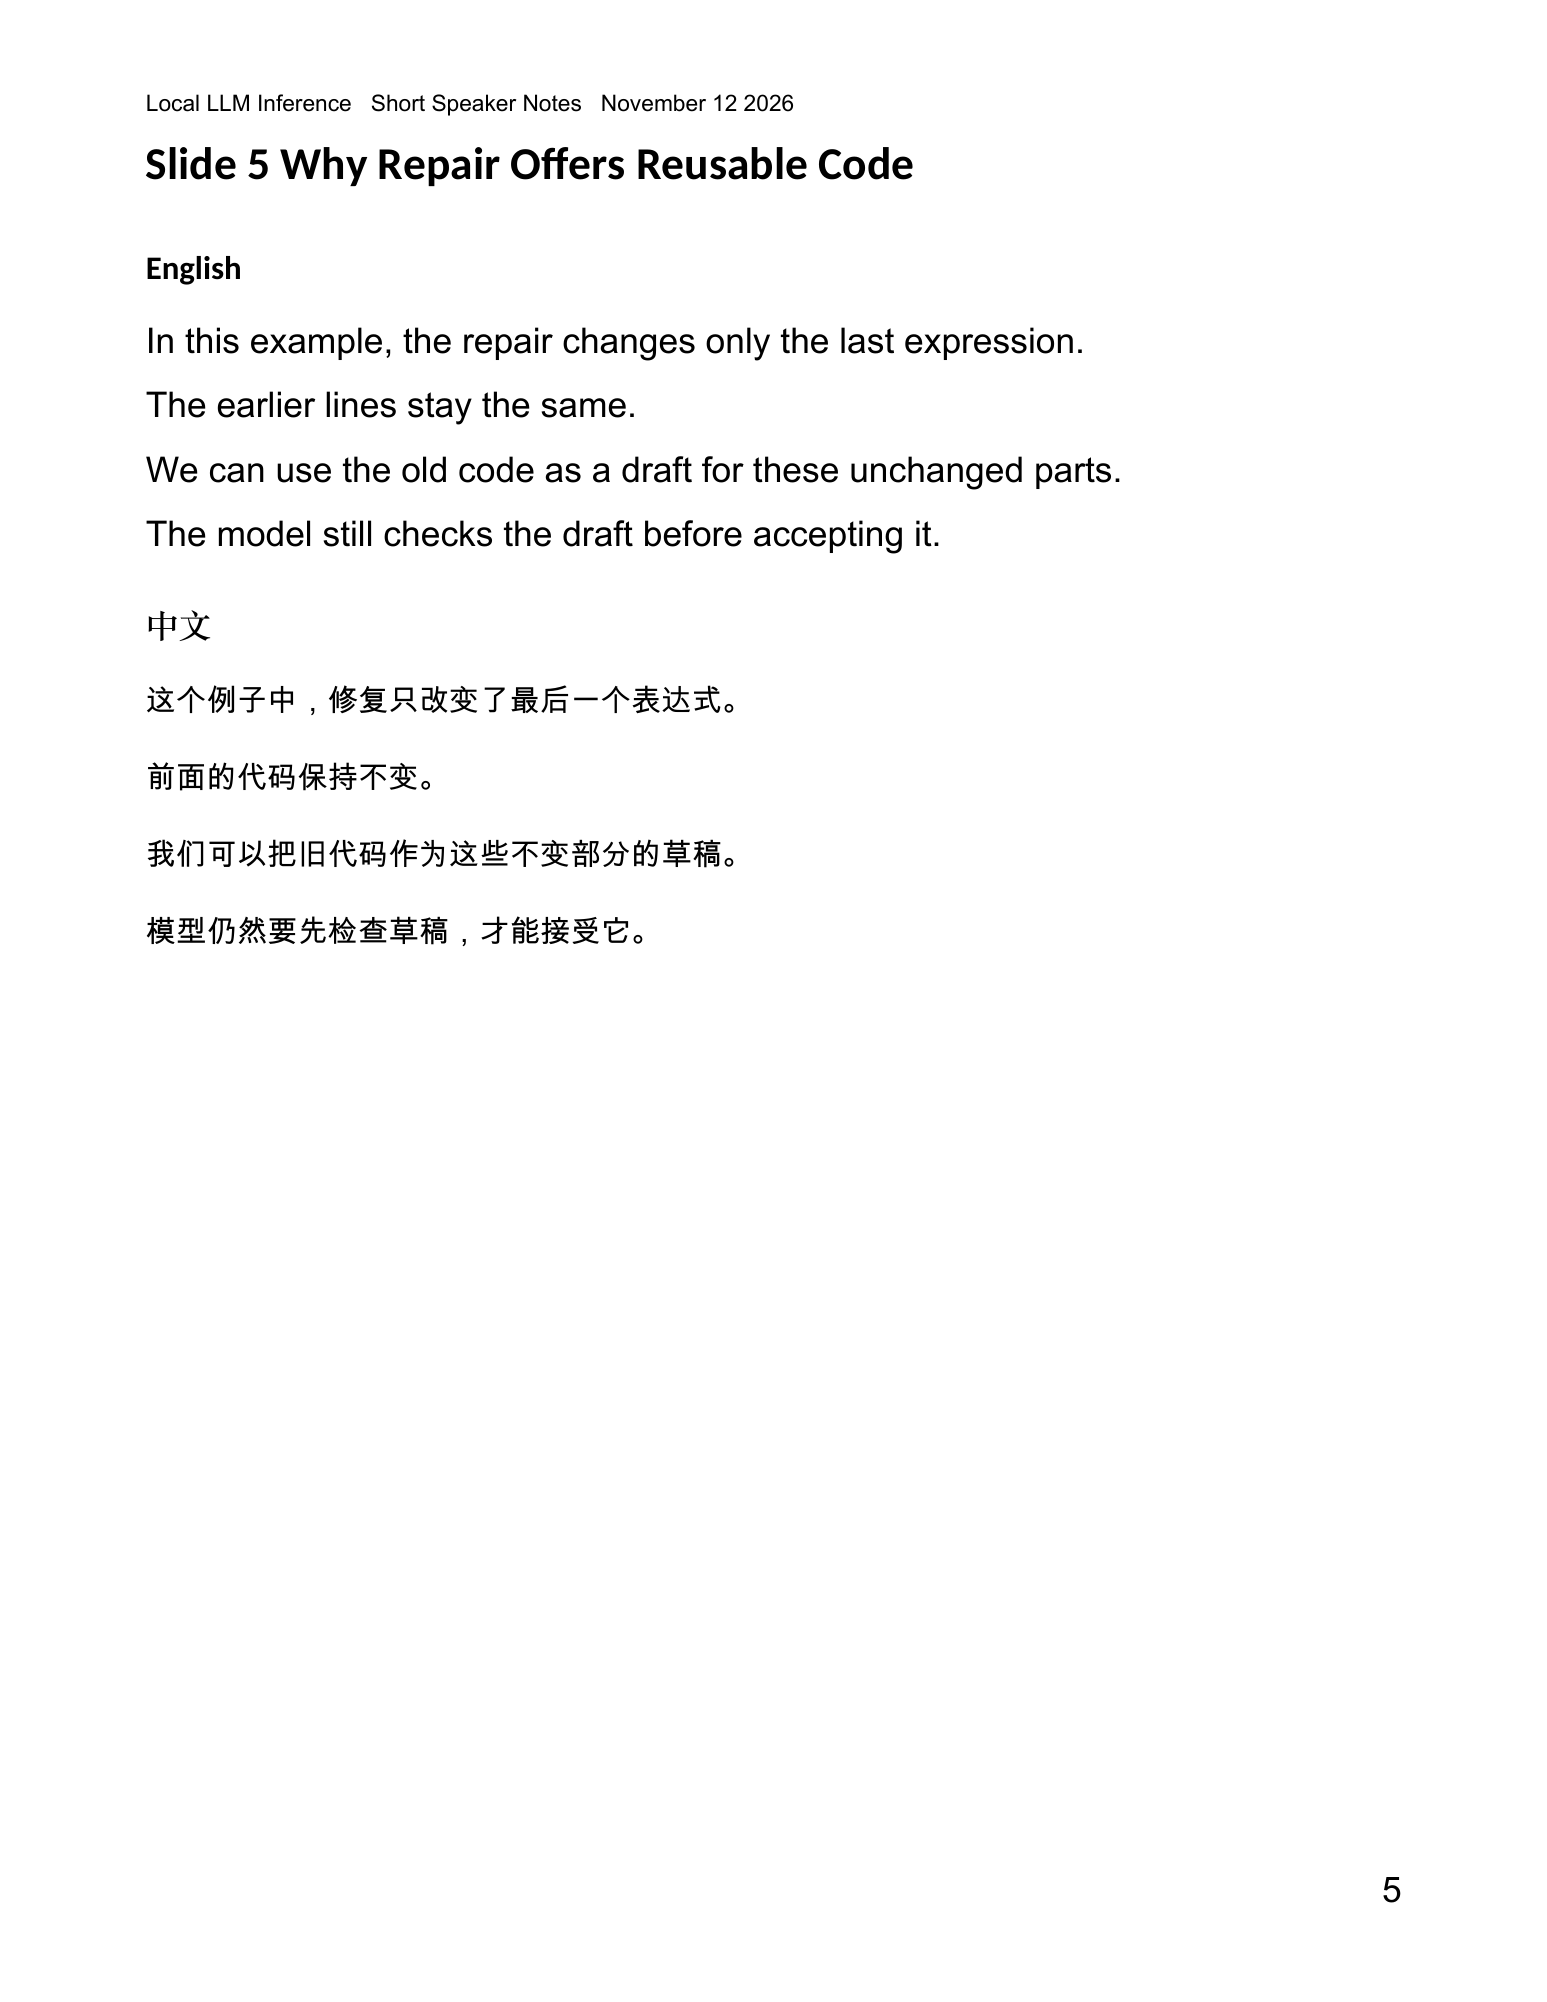 Local LLM Inference Short Speaker Notes November 12 2026
Slide 5 Why Repair Offers Reusable Code
English
In this example, the repair changes only the last expression.
The earlier lines stay the same.
We can use the old code as a draft for these unchanged parts.
The model still checks the draft before accepting it.
中文
这个例子中，修复只改变了最后一个表达式。
前面的代码保持不变。
我们可以把旧代码作为这些不变部分的草稿。
模型仍然要先检查草稿，才能接受它。
5